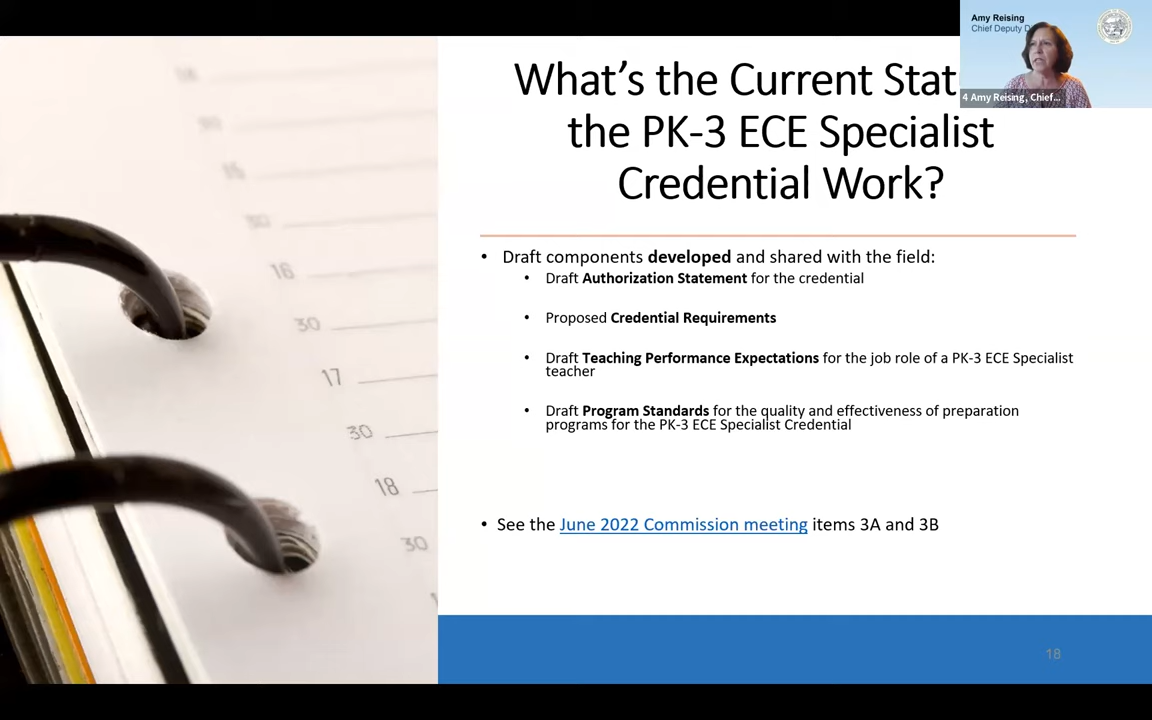 Amy Reising
Chief Deputy D
4 Amy Reising, Chief...
What's the Current Stat
the PK-3 ECE Specialist
Credential Work?
• Draft components developed and shared with the field:
• Draft Authorization Statement for the credential
• Proposed Credential Requirements
• Draft Teaching Performance Expectations for the job role of a PK-3 ECE Specialist
teacher
• Draft Program Standards for the quality and effectiveness of preparation
programs for the PK-3 ECE Specialist Credential
• See the June 2022 Commission meeting items 3A and 3B
18
30
16
30
17
30
18
30